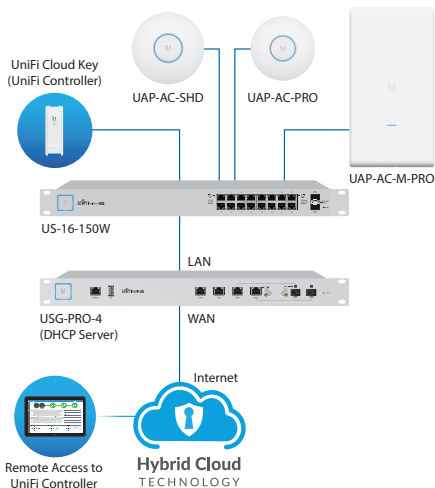 UniFi Cloud Key
(UniFi Controller)
UAP-AC-SHD
UAP-AC-PRO
UAP-AC-M-PRO
US-16-150W
LAN
USG-PRO-4
(DHCP Server)
WAN
Internet
Remote Access to
UniFi Controller
Hybrid Cloud
TECHNOLOGY